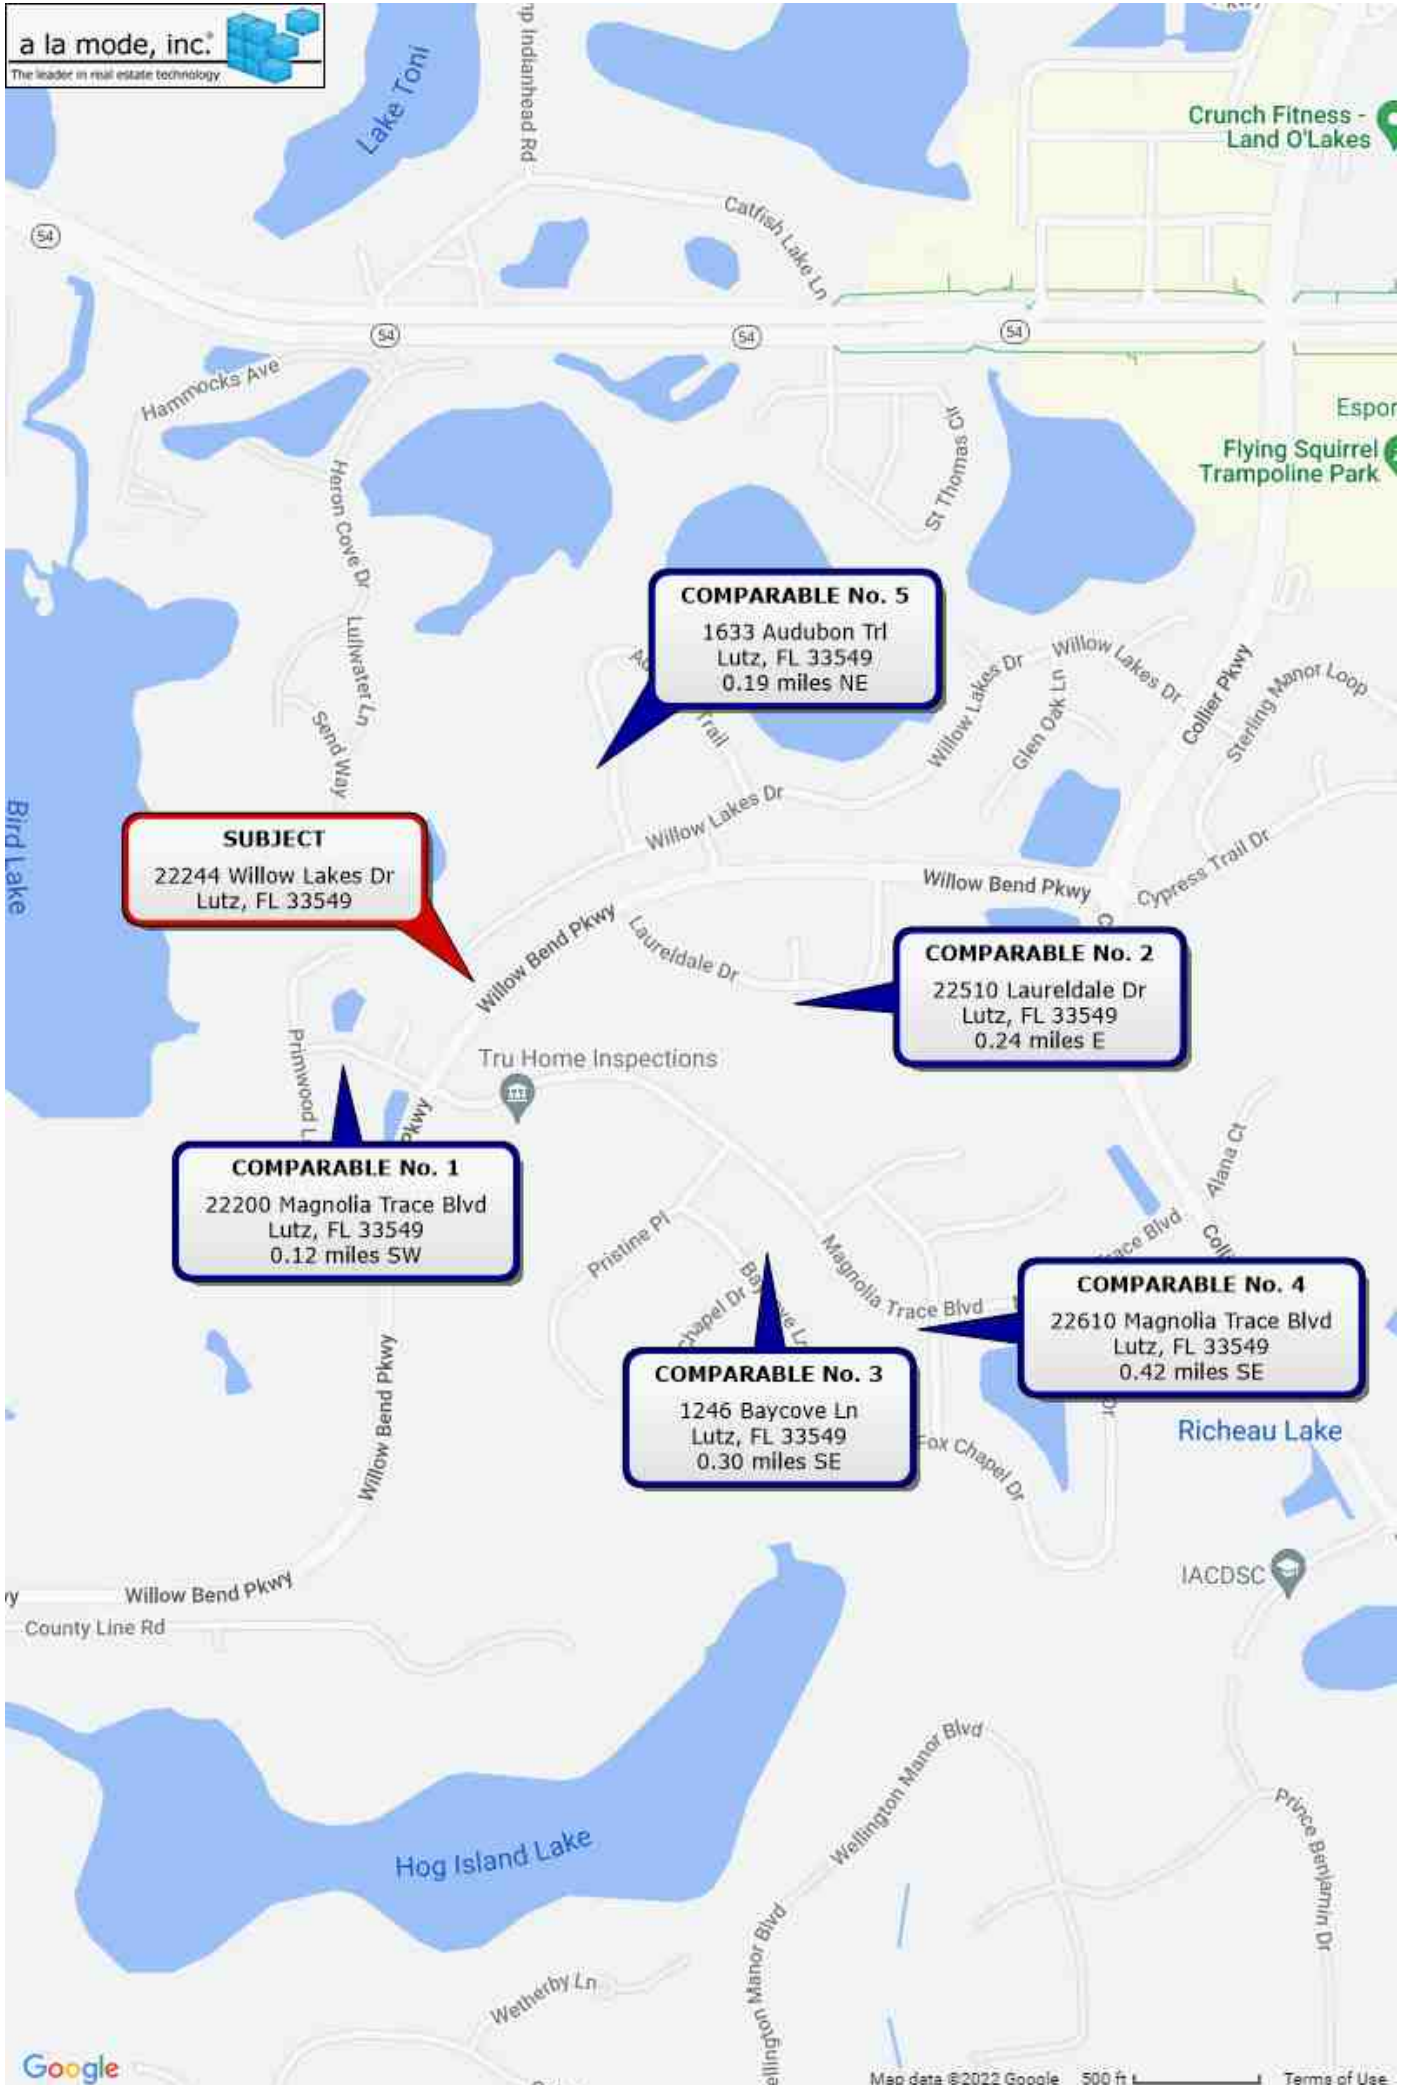 a la mode, inc.
The leader in real estate technology
Lake Toni
Indianhead Rd
Crunch Fitness -
Land O'Lakes
Catfish Lake Ln
54
54
54
54
Hammocks Ave
Heron Cove Dr
St Thomas Cir
Flying Squirrel
Trampoline Park
COMPARABLE No. 5
1633 Audubon Trl
Lutz, FL 33549
0.19 miles NE
Lullwater Ln
Send Way
Trail
Willow Lakes Dr
Willow Lakes Dr
Glen Oak Ln
Collier Pkwy
Sterling Manor Loop
Bird Lake
SUBJECT
22244 Willow Lakes Dr
Lutz, FL 33549
Willow Lakes Dr
Willow Bend Pkwy
Cypress Trail Dr
Willow Bend Pkwy
Laureldale Dr
COMPARABLE No. 2
22510 Laureldale Dr
Lutz, FL 33549
0.24 miles E
Primwood
Tru Home Inspections
Pkwy
COMPARABLE No. 1
22200 Magnolia Trace Blvd
Lutz, FL 33549
0.12 miles SW
Alana Ct
Pristine Pl
Magnolia Trace Blvd
Blvd
COMPARABLE No. 4
22610 Magnolia Trace Blvd
Lutz, FL 33549
0.42 miles SE
Chapel Dr
COMPARABLE No. 3
1246 Baycove Ln
Lutz, FL 33549
0.30 miles SE
Willow Bend Pkwy
Fox Chapel Dr
Richeau Lake
IACDSC
Willow Bend Pkwy
County Line Rd
Wellington Manor Blvd
Prince Benjamin Dr
Hog Island Lake
Manor Blvd
Wetherby Ln
Google
Map data ©2022 Google
500 ft
Terms of Use